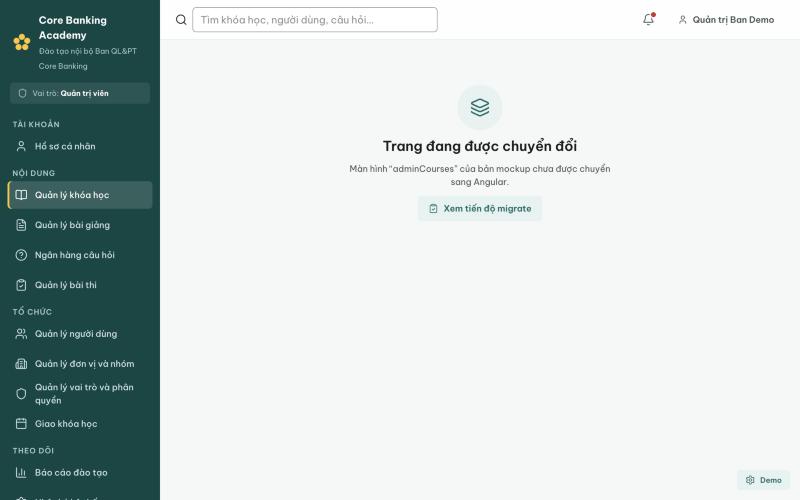 Core Banking
Academy
Đào tạo nội bộ Ban QL&PT
Core Banking
Vai trò: Quản trị viên
TÀI KHOẢN
Hồ sơ cá nhân
NỘI DUNG
Quản lý khóa học
Quản lý bài giảng
Ngân hàng câu hỏi
Quản lý bài thi
TỔ CHỨC
Quản lý người dùng
Quản lý đơn vị và nhóm
Quản lý vai trò và phân
quyền
Giao khóa học
THEO DÕI
Báo cáo đào tạo
Tìm khóa học, người dùng, câu hỏi...
Quản trị Ban Demo
Trang đang được chuyển đổi
Màn hình "adminCourses" của bản mockup chưa được chuyển
sang Angular.
Xem tiến độ migrate
Demo